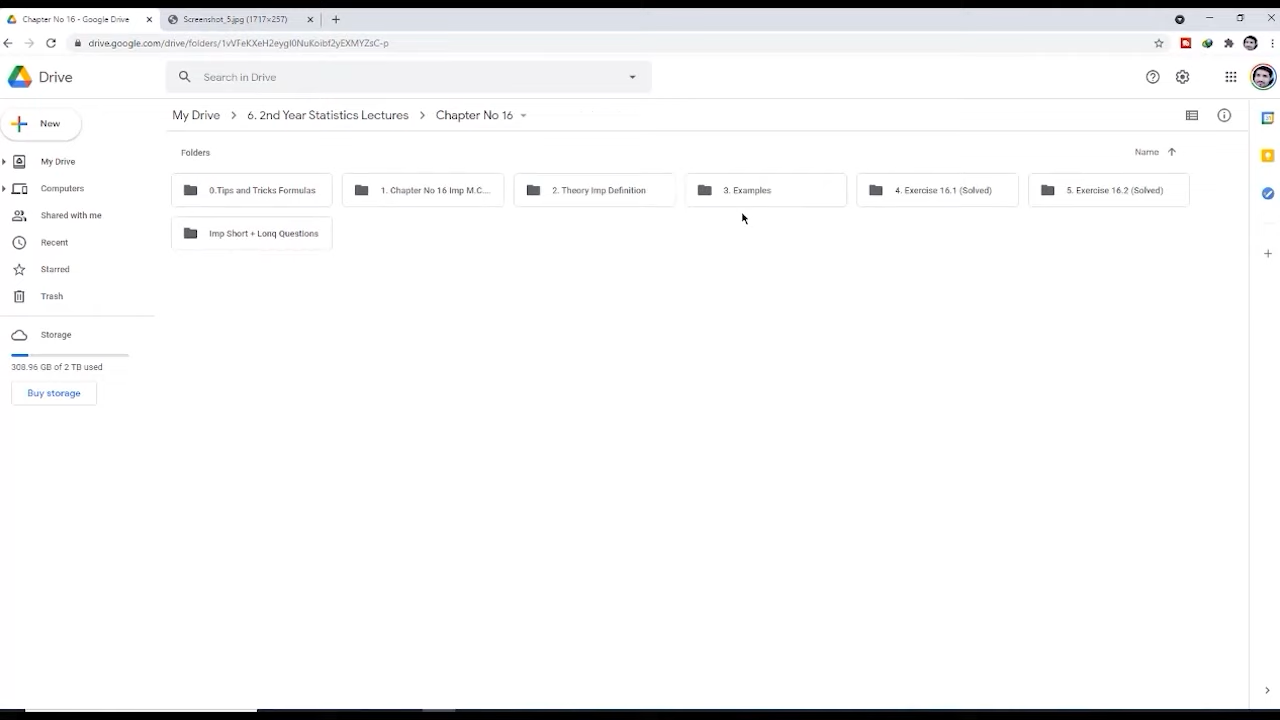 Chapter No 16 - Google Drive
Screenshot_5.jpg (1717×257)
drive.google.com/drive/folders/
Drive
Search in Drive
New
My Drive
6. 2nd Year Statistics Lectures
Chapter No 16
My Drive
Computers
Shared with me
Recent
Starred
Trash
Storage
308.96 GB of 2 TB used
Buy storage
Folders
Name
0.Tips and Tricks Formulas
1. Chapter No 16 Imp M.C....
2. Theory Imp Definition
3. Examples
4. Exercise 16.1 (Solved)
5. Exercise 16.2 (Solved)
Imp Short + Long Questions